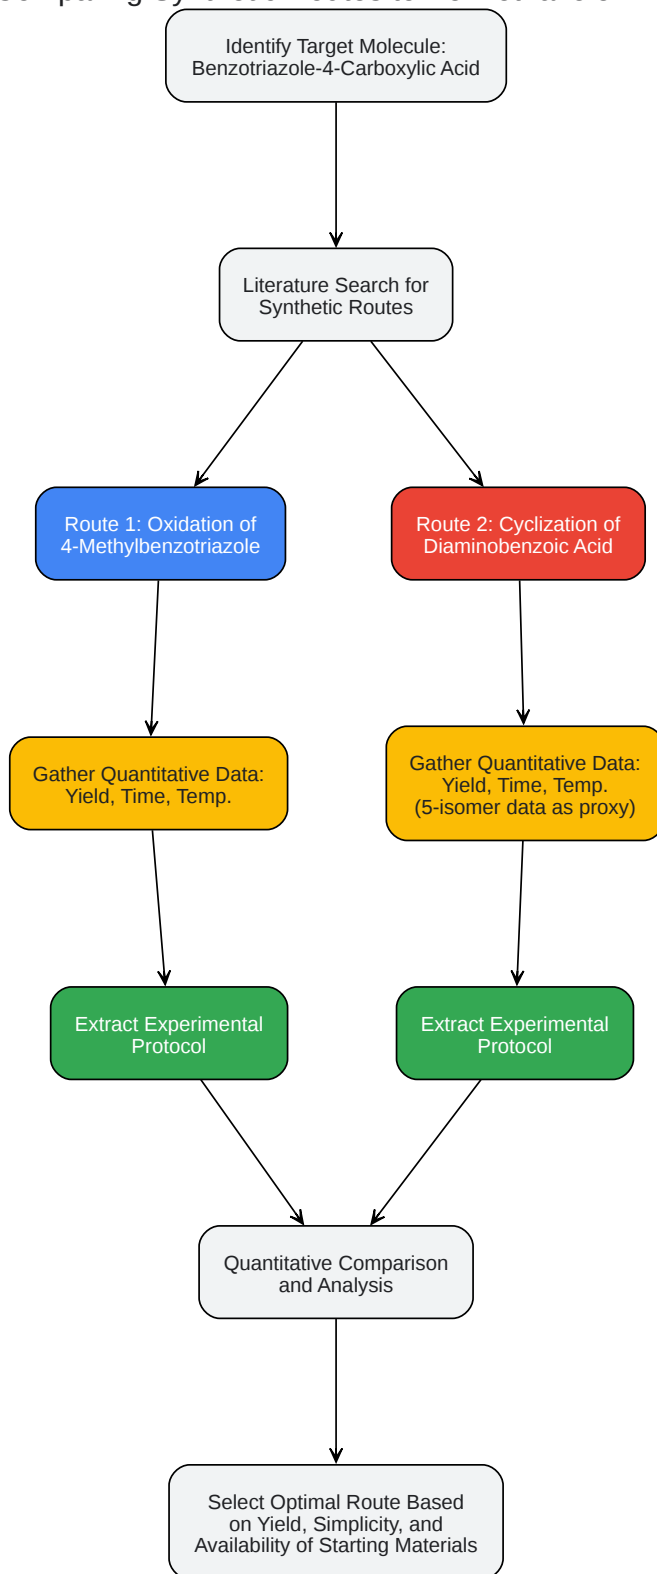 Identify Target Molecule:
Benzotriazole-4-Carboxylic Acid
Literature Search for
Synthetic Routes
Route 1: Oxidation of
4-Methylbenzotriazole
Route 2: Cyclization of
Diaminobenzoic Acid
Gather Quantitative Data:
Yield, Time, Temp.
Gather Quantitative Data:
Yield, Time, Temp.
(5-isomer data as proxy)
Extract Experimental
Protocol
Extract Experimental
Protocol
Quantitative Comparison
and Analysis
Select Optimal Route Based
on Yield, Simplicity, and
Availability of Starting Materials